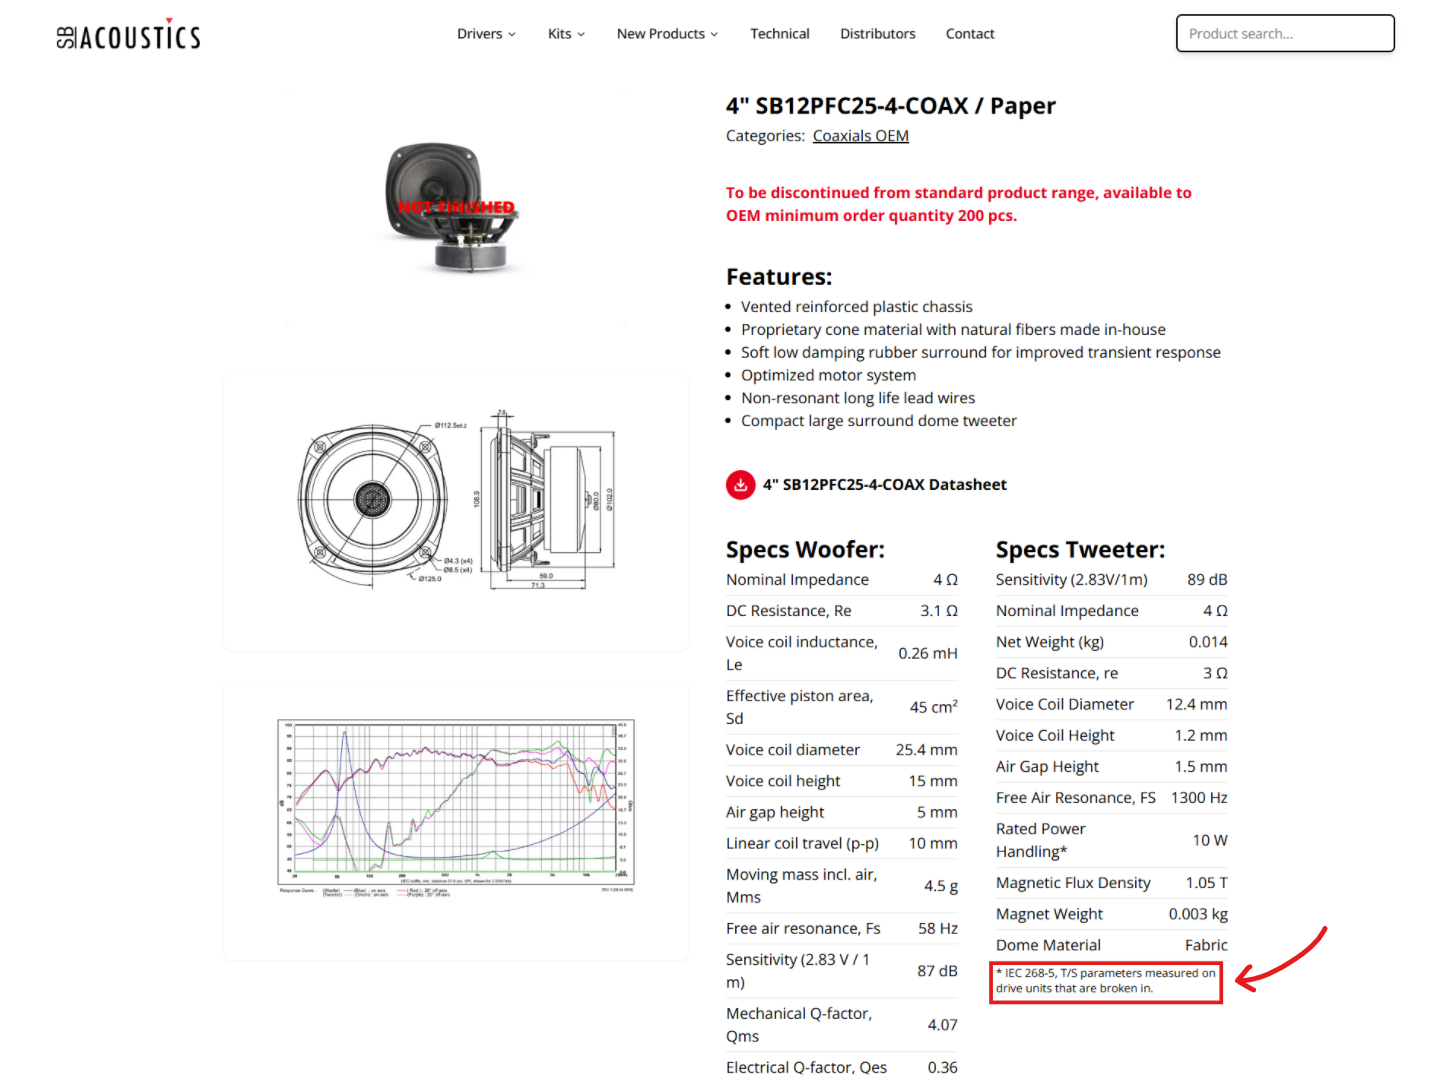 SB ACOUSTICS
Drivers
Kits
New Products
Technical
Distributors
Contact
Product search...
NOT FINISHED
4" SB12PFC25-4-COAX / Paper
Categories: Coaxials OEM
To be discontinued from standard product range, available to
OEM minimum order quantity 200 pcs.
Features:
Vented reinforced plastic chassis
Proprietary cone material with natural fibers made in-house
Soft low damping rubber surround for improved transient response
Optimized motor system
Non-resonant long life lead wires
Compact large surround dome tweeter
4" SB12PFC25-4-COAX Datasheet
Ø112.5±0.2
7.6
108.9
Ø80.0
Ø102.0
Ø4.3 (x4)
Ø8.5 (x4)
Ø125.0
59.0
71.3
Specs Woofer:
Nominal Impedance 4 Ω
DC Resistance, Re 3.1 Ω
Voice coil inductance,
Le 0.26 mH
Effective piston area,
Sd 45 cm²
Voice coil diameter 25.4 mm
Voice coil height 15 mm
Air gap height 5 mm
Linear coil travel (p-p) 10 mm
Moving mass incl. air,
Mms 4.5 g
Free air resonance, Fs 58 Hz
Sensitivity (2.83 V / 1
m) 87 dB
Mechanical Q-factor,
Qms 4.07
Electrical Q-factor, Qes 0.36
Specs Tweeter:
Sensitivity (2.83V/1m) 89 dB
Nominal Impedance 4 Ω
Net Weight (kg) 0.014
DC Resistance, re 3 Ω
Voice Coil Diameter 12.4 mm
Voice Coil Height 1.2 mm
Air Gap Height 1.5 mm
Free Air Resonance, FS 1300 Hz
Rated Power
Handling* 10 W
Magnetic Flux Density 1.05 T
Magnet Weight 0.003 kg
Dome Material Fabric
* IEC 268-5, T/S parameters measured on
drive units that are broken in.